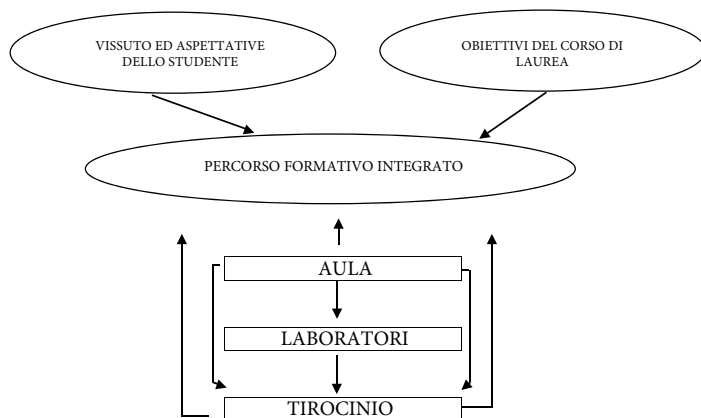 VISSUTO ED ASPETTATIVE
DELLO STUDENTE
OBIETTIVI DEL CORSO DI
LAUREA
PERCORSO FORMATIVO INTEGRATO
AULA
LABORATORI
TIROCINIO